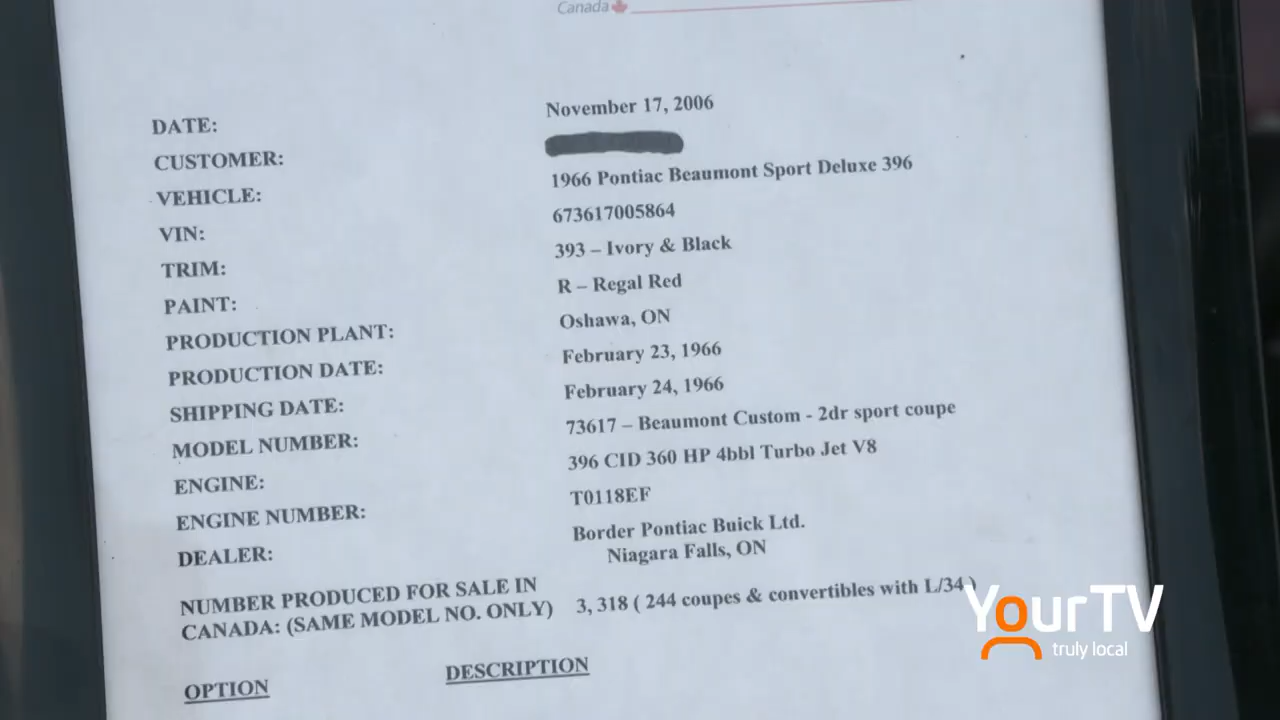 Canada
DATE: November 17, 2006
CUSTOMER:
VEHICLE: 1966 Pontiac Beaumont Sport Deluxe 396
VIN: 673617005864
TRIM: 393 – Ivory & Black
PAINT: R – Regal Red
PRODUCTION PLANT: Oshawa, ON
PRODUCTION DATE: February 23, 1966
SHIPPING DATE: February 24, 1966
MODEL NUMBER: 73617 – Beaumont Custom - 2dr sport coupe
ENGINE: 396 CID 360 HP 4bbl Turbo Jet V8
ENGINE NUMBER: T0118EF
DEALER: Border Pontiac Buick Ltd.
Niagara Falls, ON
NUMBER PRODUCED FOR SALE IN
CANADA: (SAME MODEL NO. ONLY) 3, 318 ( 244 coupes & convertibles with L/34 )
OPTION DESCRIPTION
YourTV
truly local